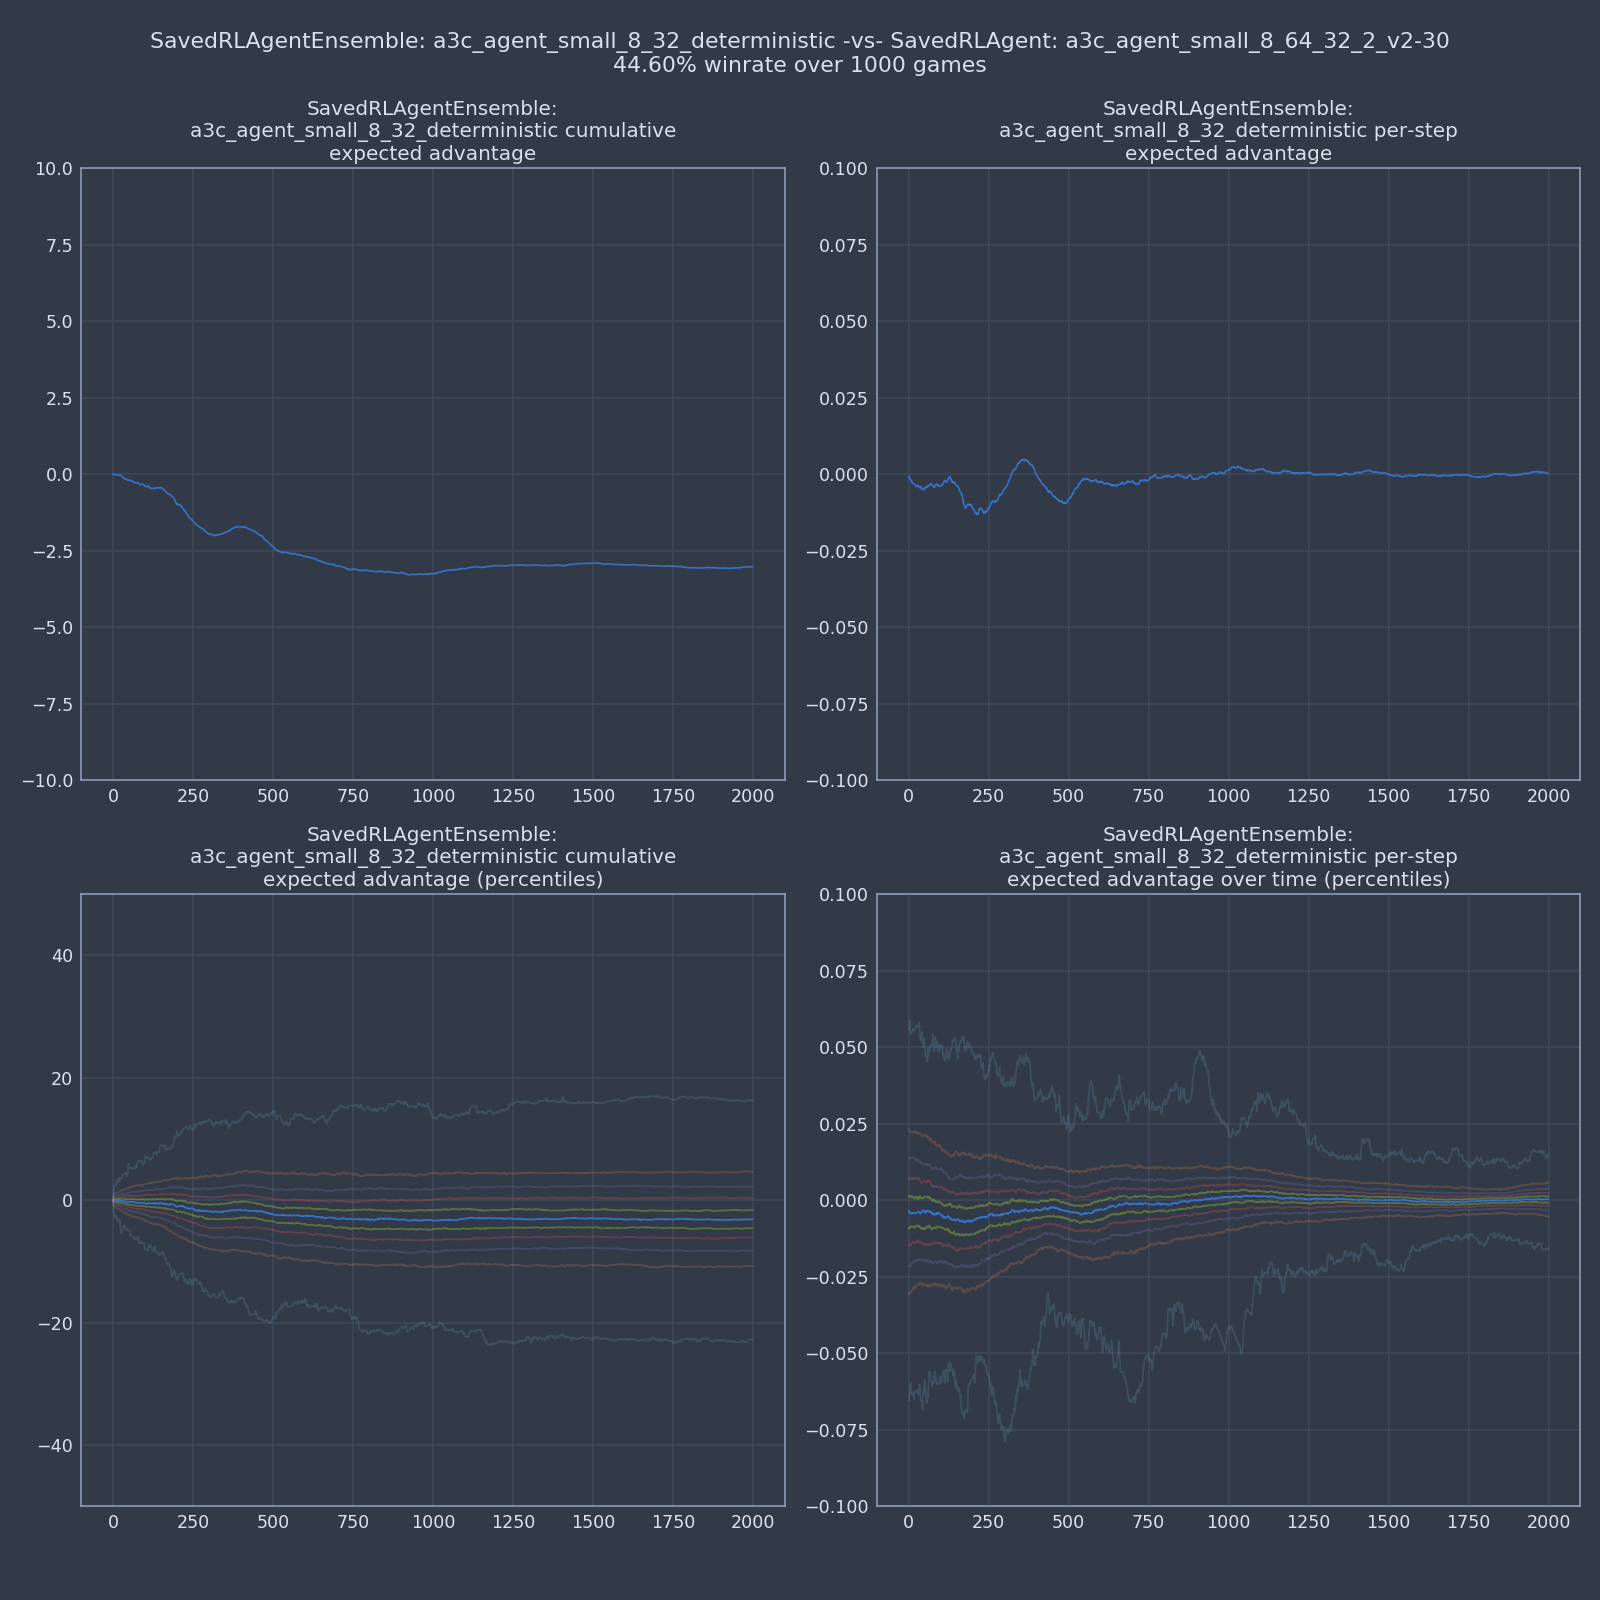 SavedRLAgentEnsemble: a3c_agent_small_8_32_deterministic -vs- SavedRLAgent: a3c_agent_small_8_64_32_2_v2-30
44.60% winrate over 1000 games
SavedRLAgentEnsemble:
a3c_agent_small_8_32_deterministic cumulative
expected advantage
10.0
7.5
5.0
2.5
0.0
−2.5
−5.0
−7.5
−10.0
0 250 500 750 1000 1250 1500 1750 2000
SavedRLAgentEnsemble:
a3c_agent_small_8_32_deterministic per-step
expected advantage
0.100
0.075
0.050
0.025
0.000
−0.025
−0.050
−0.075
−0.100
0 250 500 750 1000 1250 1500 1750 2000
SavedRLAgentEnsemble:
a3c_agent_small_8_32_deterministic cumulative
expected advantage (percentiles)
40
20
0
−20
−40
0 250 500 750 1000 1250 1500 1750 2000
SavedRLAgentEnsemble:
a3c_agent_small_8_32_deterministic per-step
expected advantage over time (percentiles)
0.100
0.075
0.050
0.025
0.000
−0.025
−0.050
−0.075
−0.100
0 250 500 750 1000 1250 1500 1750 2000